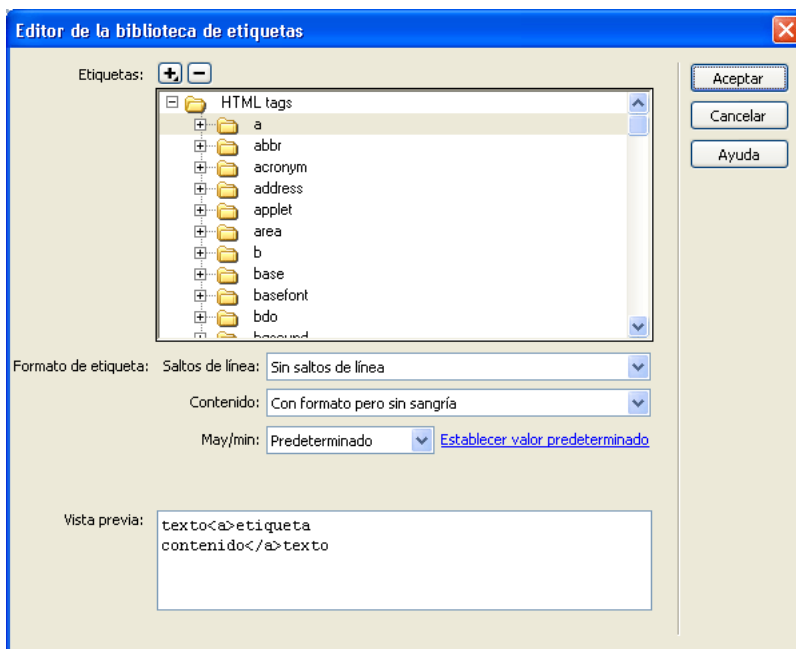 Editor de la biblioteca de etiquetas
Etiquetas:
HTML tags
a
abbr
acronym
address
applet
area
b
base
basefont
bdo
Aceptar
Cancelar
Ayuda
Formato de etiqueta: Saltos de línea: Sin saltos de línea
Contenido: Con formato pero sin sangría
May/min: Predeterminado Establecer valor predeterminado
Vista previa:
texto<a>etiqueta
contenido</a>texto